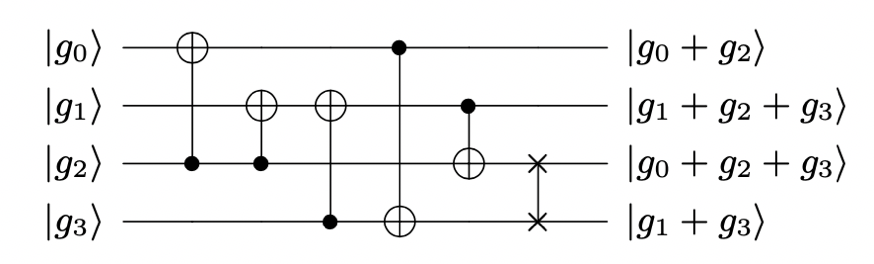 |g₀⟩ |g₀ + g₂⟩
|g₁⟩ |g₁ + g₂ + g₃⟩
|g₂⟩ |g₀ + g₂ + g₃⟩
|g₃⟩ |g₁ + g₃⟩